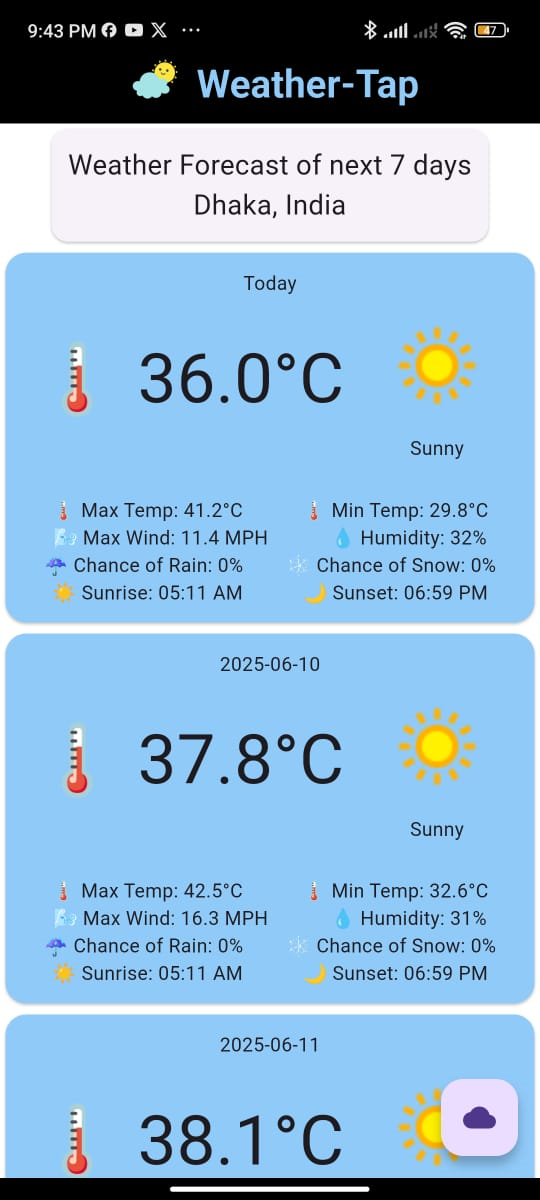 9:43 PM
47
Weather-Tap
Weather Forecast of next 7 days
Dhaka, India
Today
36.0°C
Sunny
Max Temp: 41.2°C Min Temp: 29.8°C
Max Wind: 11.4 MPH Humidity: 32%
Chance of Rain: 0% Chance of Snow: 0%
Sunrise: 05:11 AM Sunset: 06:59 PM
2025-06-10
37.8°C
Sunny
Max Temp: 42.5°C Min Temp: 32.6°C
Max Wind: 16.3 MPH Humidity: 31%
Chance of Rain: 0% Chance of Snow: 0%
Sunrise: 05:11 AM Sunset: 06:59 PM
2025-06-11
38.1°C